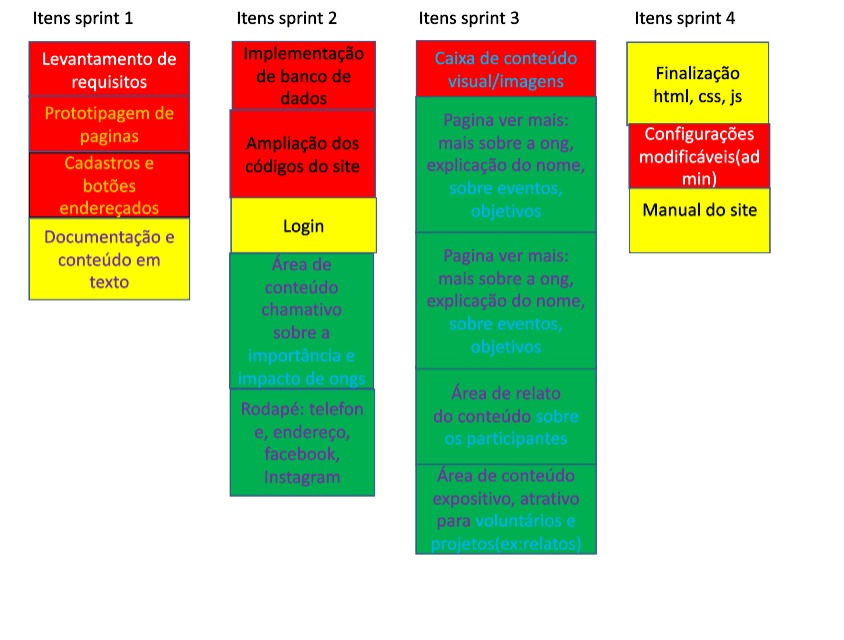 Itens sprint 1
Levantamento de
requisitos
Prototipagem de
paginas
Cadastros e
botões
endereçados
Documentação e
conteúdo em
texto
Itens sprint 2
Implementação
de banco de
dados
Ampliação dos
códigos do site
Login
Área de
conteúdo
chamativo
sobre a
importância e
impacto de ongs
Rodapé: telefon
e, endereço,
facebook,
Instagram
Itens sprint 3
Caixa de conteúdo
visual/imagens
Pagina ver mais:
mais sobre a ong,
explicação do nome,
sobre eventos,
objetivos
Pagina ver mais:
mais sobre a ong,
explicação do nome,
sobre eventos,
objetivos
Área de relato
do conteúdo sobre
os participantes
Área de conteúdo
expositivo, atrativo
para voluntários e
projetos(ex:relatos)
Itens sprint 4
Finalização
html, css, js
Configurações
modificáveis(ad
min)
Manual do site